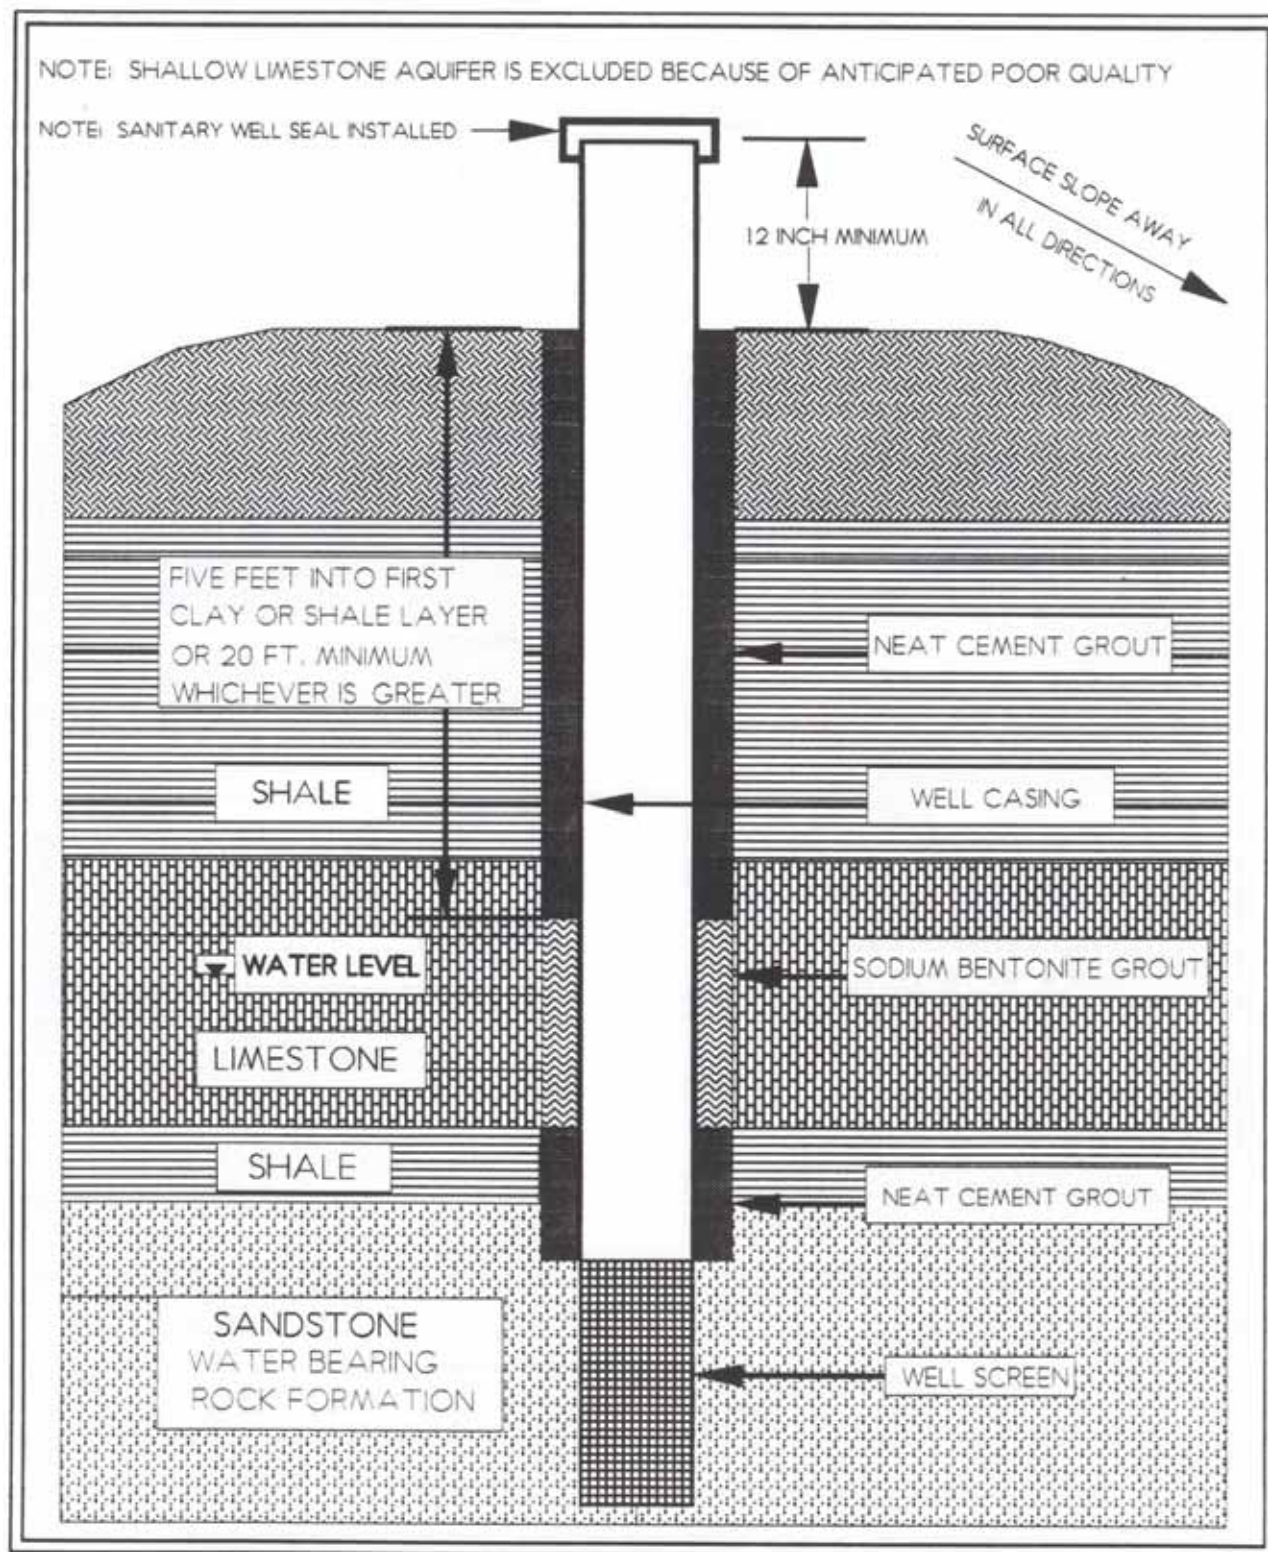 NOTE: SHALLOW LIMESTONE AQUIFER IS EXCLUDED BECAUSE OF ANTICIPATED POOR QUALITY
NOTE: SANITARY WELL SEAL INSTALLED
SURFACE SLOPE AWAY
IN ALL DIRECTIONS
12 INCH MINIMUM
FIVE FEET INTO FIRST
CLAY OR SHALE LAYER
OR 20 FT. MINIMUM
WHICHEVER IS GREATER
NEAT CEMENT GROUT
SHALE
WELL CASING
WATER LEVEL
SODIUM BENTONITE GROUT
LIMESTONE
SHALE
NEAT CEMENT GROUT
SANDSTONE
WATER BEARING
ROCK FORMATION
WELL SCREEN